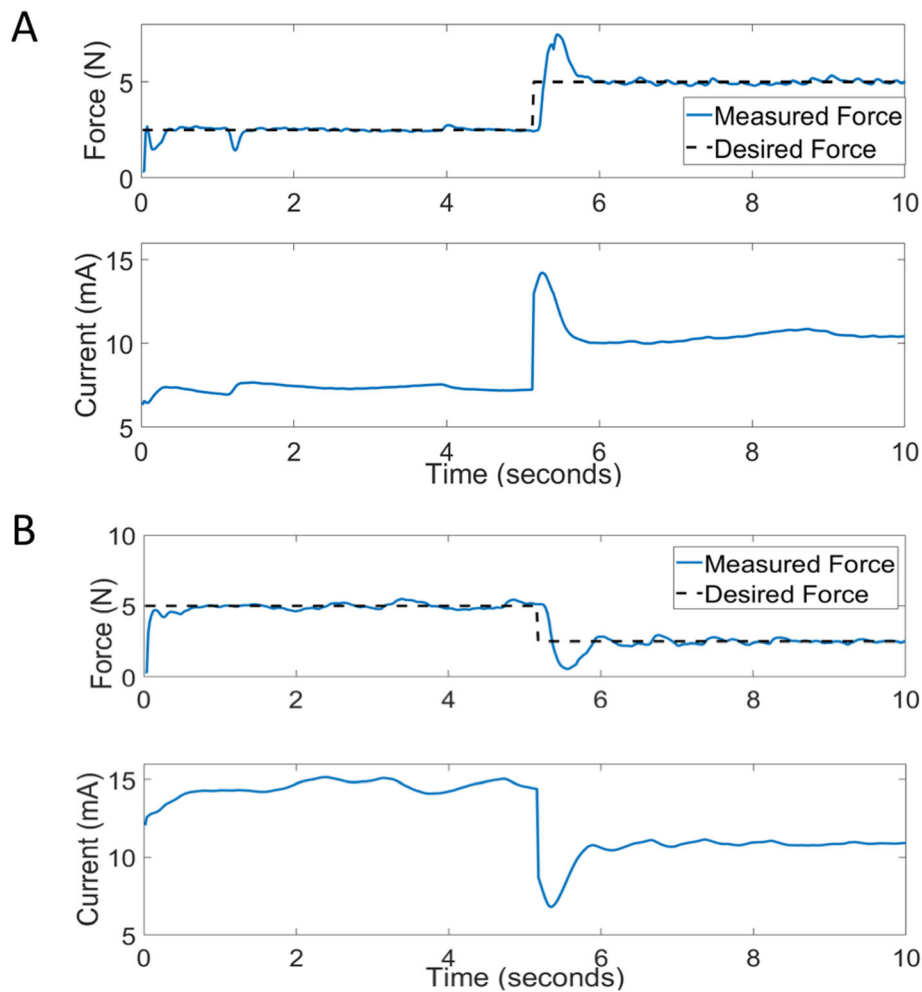 A
Force (N)
5
0
Measured Force
Desired Force
0 2 4 6 8 10
Current (mA)
15
10
5
0 2 4 6 8 10
Time (seconds)
B
Force (N)
10
5
0
Measured Force
Desired Force
0 2 4 6 8 10
Current (mA)
15
10
5
0 2 4 6 8 10
Time (seconds)